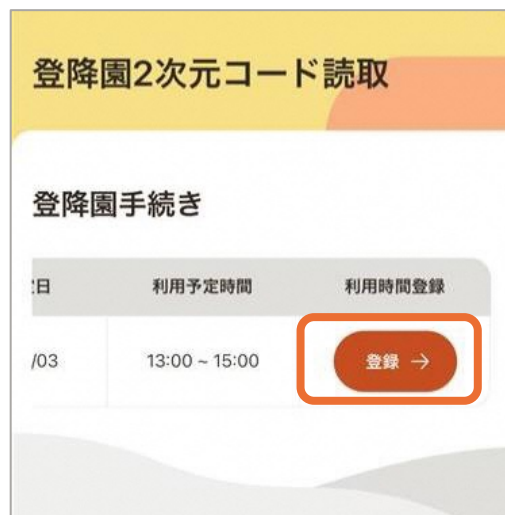 登降園2次元コード読取
登降園手続き
日 利用予定時間 利用時間登録
/03 13:00 ~ 15:00 登録 →